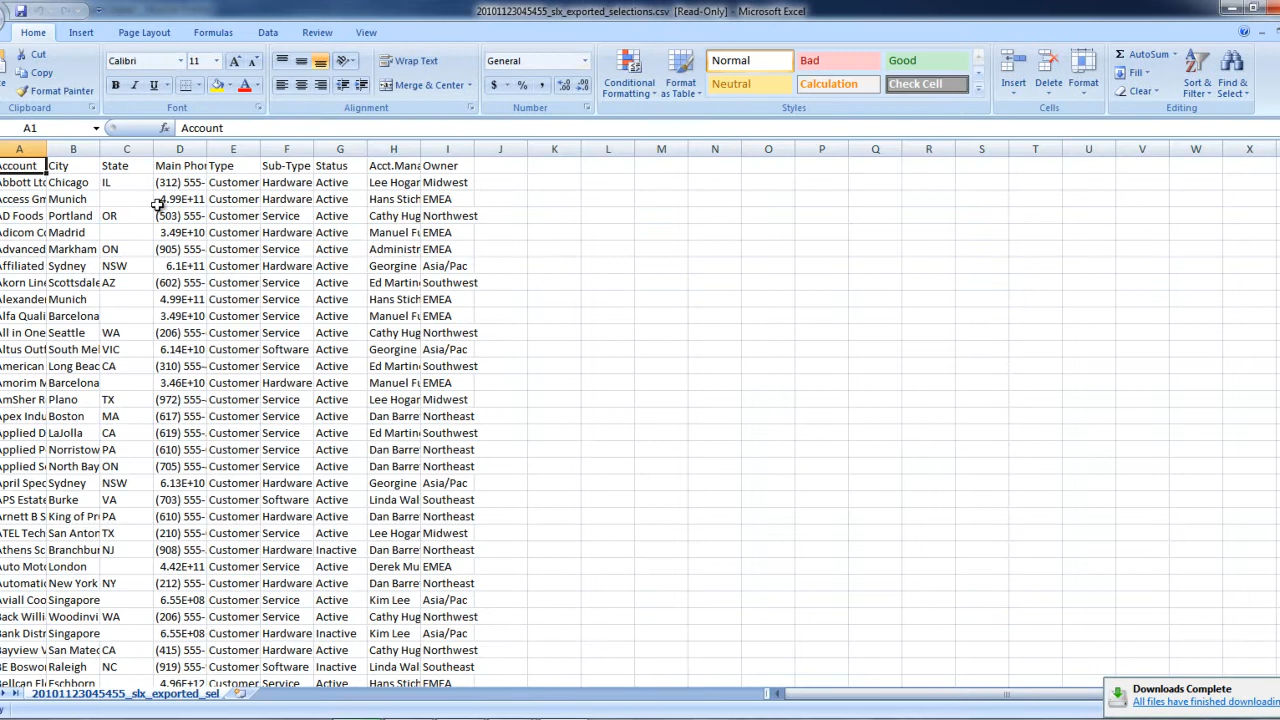 20101123045455_slx_exported_selections.csv [Read-Only] - Microsoft Excel
Home Insert Page Layout Formulas Data Review View
Cut
Copy
Format Painter
Clipboard
Calibri 11
B I U
Font
Wrap Text
Merge & Center
Alignment
General
$ % ,
Number
Conditional Formatting
Format as Table
Normal Bad Good
Neutral Calculation Check Cell
Styles
Insert Delete Format
Cells
AutoSum
Fill
Clear
Sort & Filter
Find & Select
Editing
A1 fx Account
A B C D E F G H I J K L M N O P Q R S T U V W X
Account City State Main Phor Type Sub-Type Status Acct.Mana Owner
Abbott Ltd Chicago IL (312) 555- Customer Hardware Active Lee Hogar Midwest
Access Gm Munich 4.99E+11 Customer Hardware Active Hans Stich EMEA
AD Foods Portland OR (503) 555- Customer Service Active Cathy Hug Northwest
Adicom Co Madrid 3.49E+10 Customer Hardware Active Manuel Fu EMEA
Advanced Markham ON (905) 555- Customer Service Active Administr EMEA
Affiliated Sydney NSW 6.1E+11 Customer Hardware Active Georgine Asia/Pac
Akorn Line Scottsdale AZ (602) 555- Customer Service Active Ed Martin Southwest
Alexander Munich 4.99E+11 Customer Service Active Hans Stich EMEA
Alfa Quali Barcelona 3.49E+10 Customer Service Active Manuel Fu EMEA
All in One Seattle WA (206) 555- Customer Service Active Cathy Hug Northwest
Altus Outf South Mel VIC 6.14E+10 Customer Software Active Georgine Asia/Pac
American Long Beac CA (310) 555- Customer Service Active Ed Martin Southwest
Amorim M Barcelona 3.46E+10 Customer Hardware Active Manuel Fu EMEA
AmSher R Plano TX (972) 555- Customer Hardware Active Lee Hogar Midwest
Apex Indu Boston MA (617) 555- Customer Service Active Dan Barre Northeast
Applied D LaJolla CA (619) 555- Customer Service Active Ed Martin Southwest
Applied P Norristow PA (610) 555- Customer Service Active Dan Barre Northeast
Applied So North Bay ON (705) 555- Customer Service Active Dan Barre Northeast
April Spec Sydney NSW 6.13E+10 Customer Hardware Active Georgine Asia/Pac
APS Estate Burke VA (703) 555- Customer Software Active Linda Wal Southeast
Arnett B S King of Pr PA (610) 555- Customer Hardware Active Dan Barre Northeast
ATEL Tech San Anton TX (210) 555- Customer Service Active Lee Hogar Midwest
Athens Sc Branchbur NJ (908) 555- Customer Hardware Inactive Dan Barre Northeast
Auto Moto London 4.42E+11 Customer Service Active Derek Mu EMEA
Automatic New York NY (212) 555- Customer Hardware Active Dan Barre Northeast
Aviall Coo Singapore 6.55E+08 Customer Service Active Kim Lee Asia/Pac
Back Willi Woodinvi WA (206) 555- Customer Service Active Cathy Hug Northwest
Bank Distr Singapore 6.55E+08 Customer Hardware Inactive Kim Lee Asia/Pac
Bayview V San Mateo CA (415) 555- Customer Hardware Active Cathy Hug Northwest
BE Boswor Raleigh NC (919) 555- Customer Software Inactive Linda Wal Southeast
Bellcan El Eschborn 4.96E+12 Customer Service Active Hans Stich EMEA
20101123045455_slx_exported_sel
Downloads Complete
All files have finished downloadin